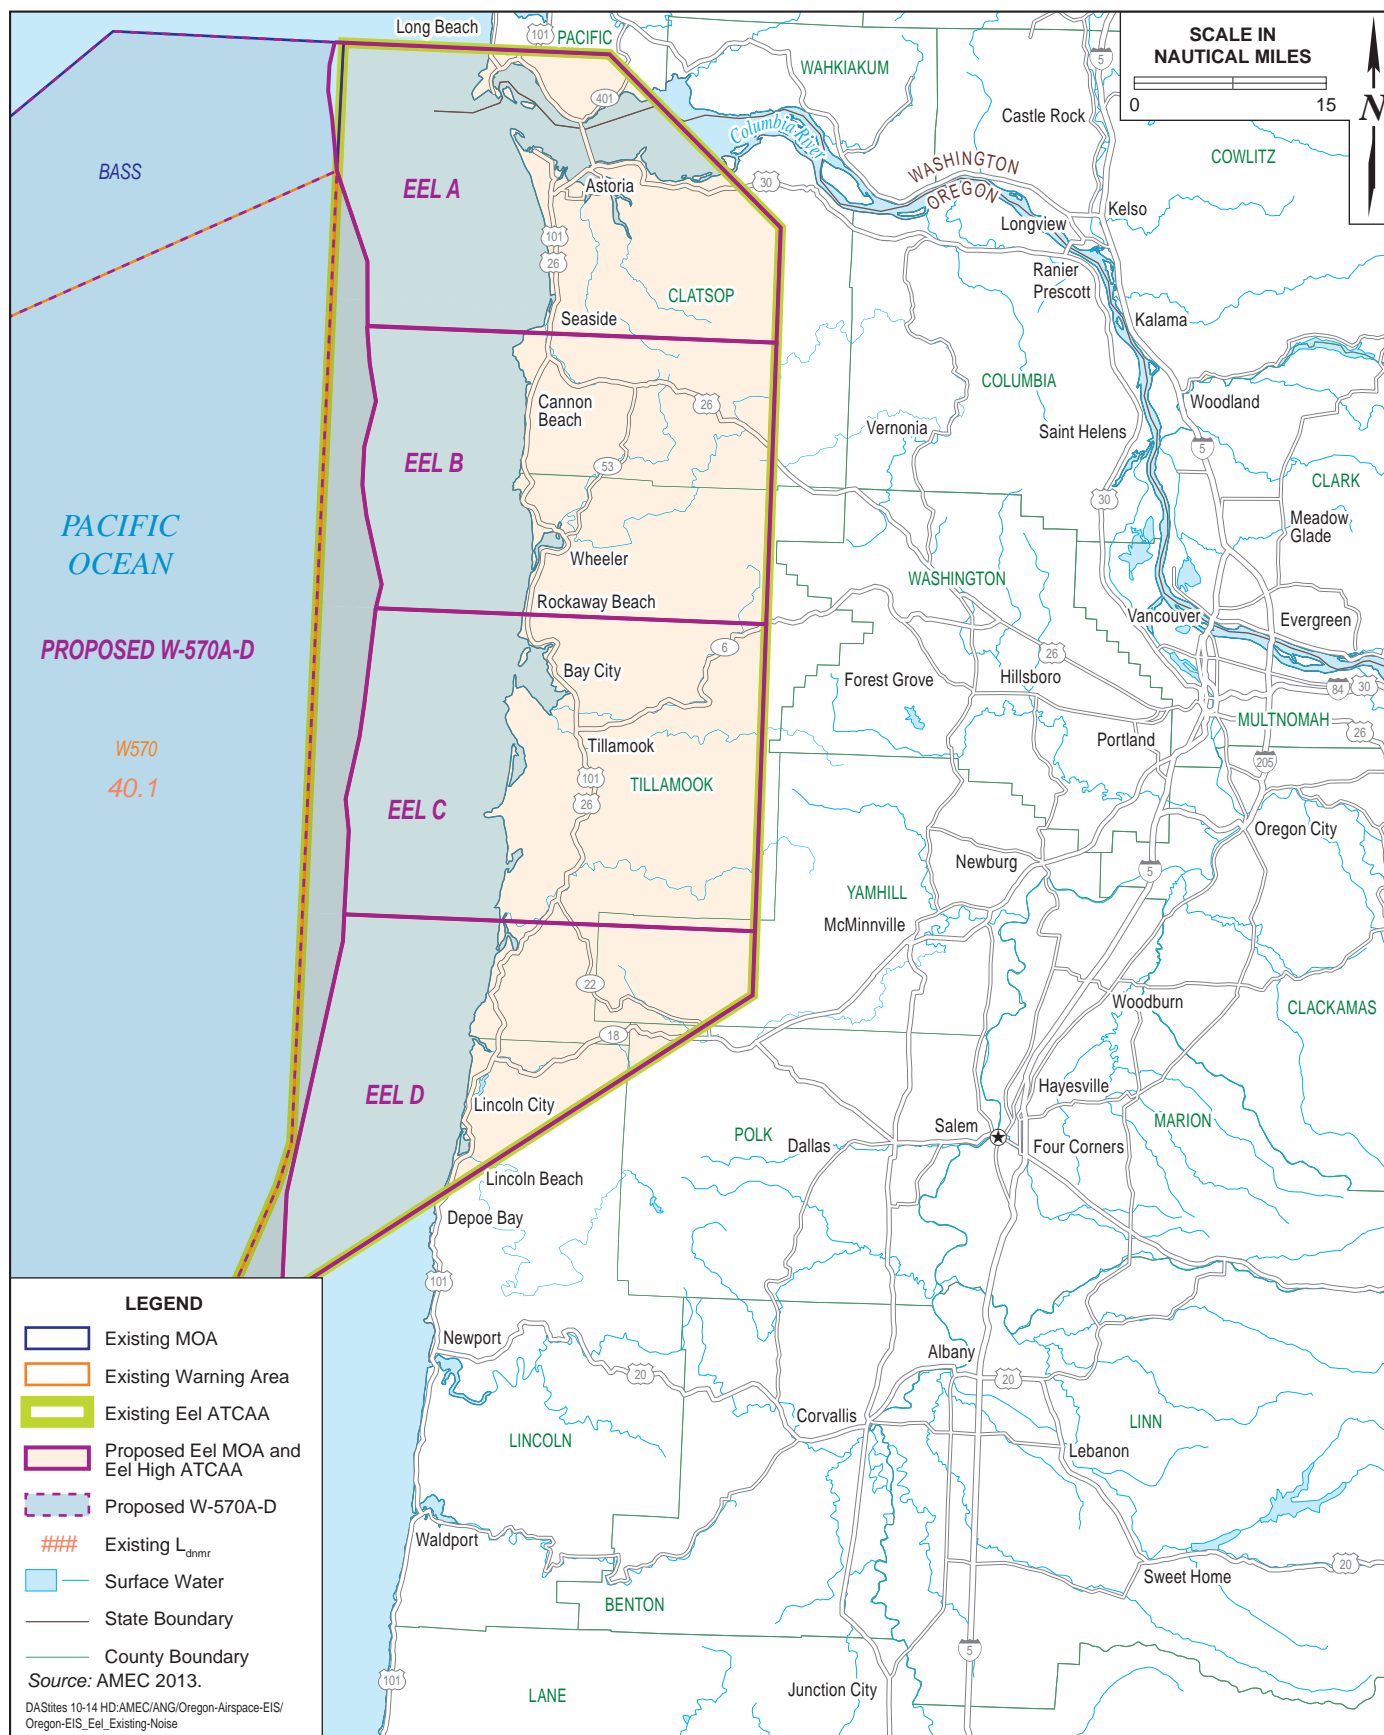 Long Beach
101
PACIFIC
WAHKIAKUM
SCALE IN
NAUTICAL MILES
0
15
N
5
401
Castle Rock
Columbia River
WASHINGTON
OREGON
COWLITZ
BASS
EEL A
Astoria
30
Kelso
Longview
101
26
Ranier
Prescott
CLATSOP
Seaside
Kalama
COLUMBIA
Cannon
Beach
26
Woodland
Vernonia
Saint Helens
5
EEL B
53
30
CLARK
Meadow
Glade
PACIFIC
OCEAN
Wheeler
WASHINGTON
Rockaway Beach
Vancouver
Evergreen
PROPOSED W-570A-D
6
26
Bay City
Forest Grove
Hillsboro
84
30
MULTNOMAH
26
W570
Tillamook
Portland
205
40.1
101
26
TILLAMOOK
EEL C
Oregon City
Newburg
5
YAMHILL
McMinnville
22
Woodburn
CLACKAMAS
18
Hayesville
EEL D
Lincoln City
MARION
POLK
Salem
Dallas
Four Corners
Lincoln Beach
Depoe Bay
101
LEGEND
Existing MOA
Existing Warning Area
Existing Eel ATCAA
Proposed Eel MOA and
Eel High ATCAA
Proposed W-570A-D
### Existing Ldnmr
Surface Water
State Boundary
County Boundary
Source: AMEC 2013.
DAStites 10-14 HD:AMEC/ANG/Oregon-Airspace-EIS/
Oregon-EIS_Eel_Existing-Noise
Newport
Albany
20
20
Corvallis
LINCOLN
LINN
Lebanon
Waldport
20
Sweet Home
BENTON
5
101
LANE
Junction City